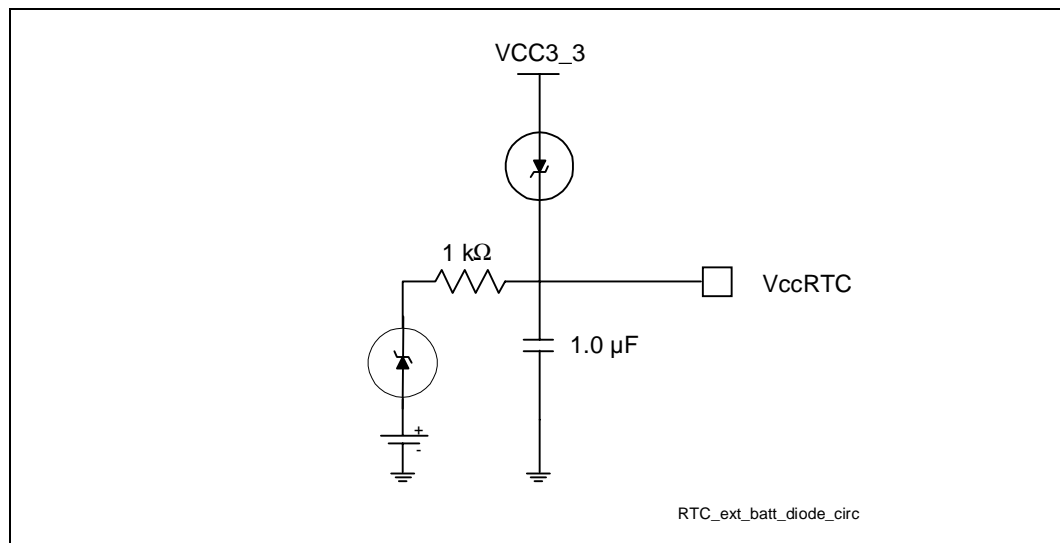 VCC3_3
1 kΩ
VccRTC
1.0 µF
+
-
RTC_ext_batt_diode_circ